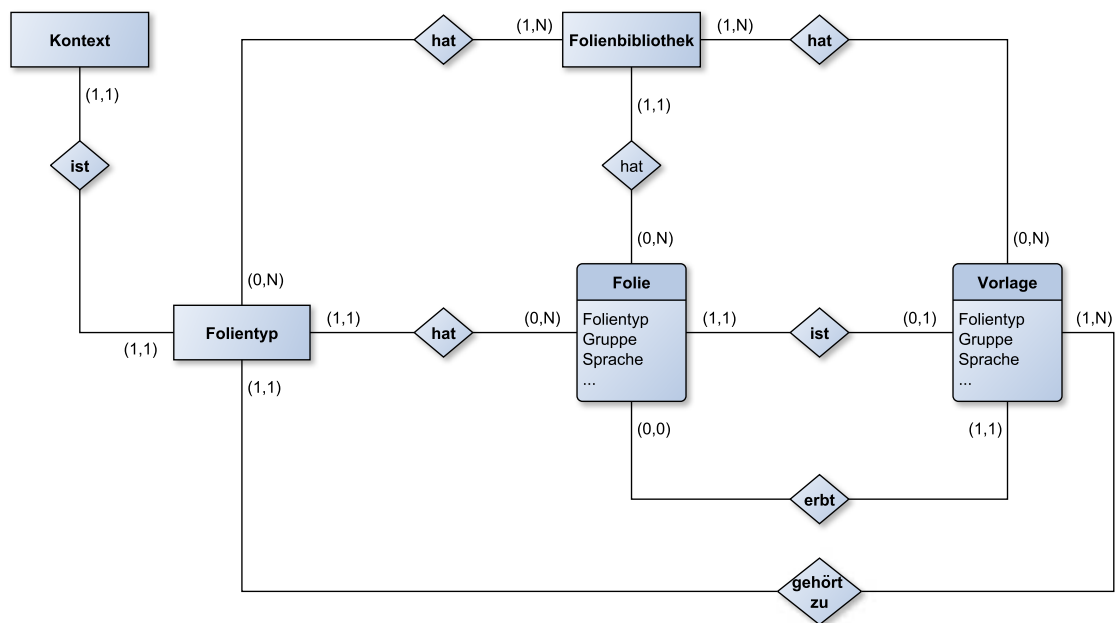 Kontext
hat
(1,N)
Folienbibliothek
(1,N)
hat
(1,1)
(1,1)
ist
hat
(0,N)
(0,N)
(0,N)
Folie
Vorlage
Folientyp
(1,1)
(1,1)
hat
(0,N)
Folientyp
Gruppe
Sprache
...
(1,1)
ist
(0,1)
Folientyp
Gruppe
Sprache
...
(1,N)
(1,1)
(0,0)
(1,1)
erbt
gehört
zu